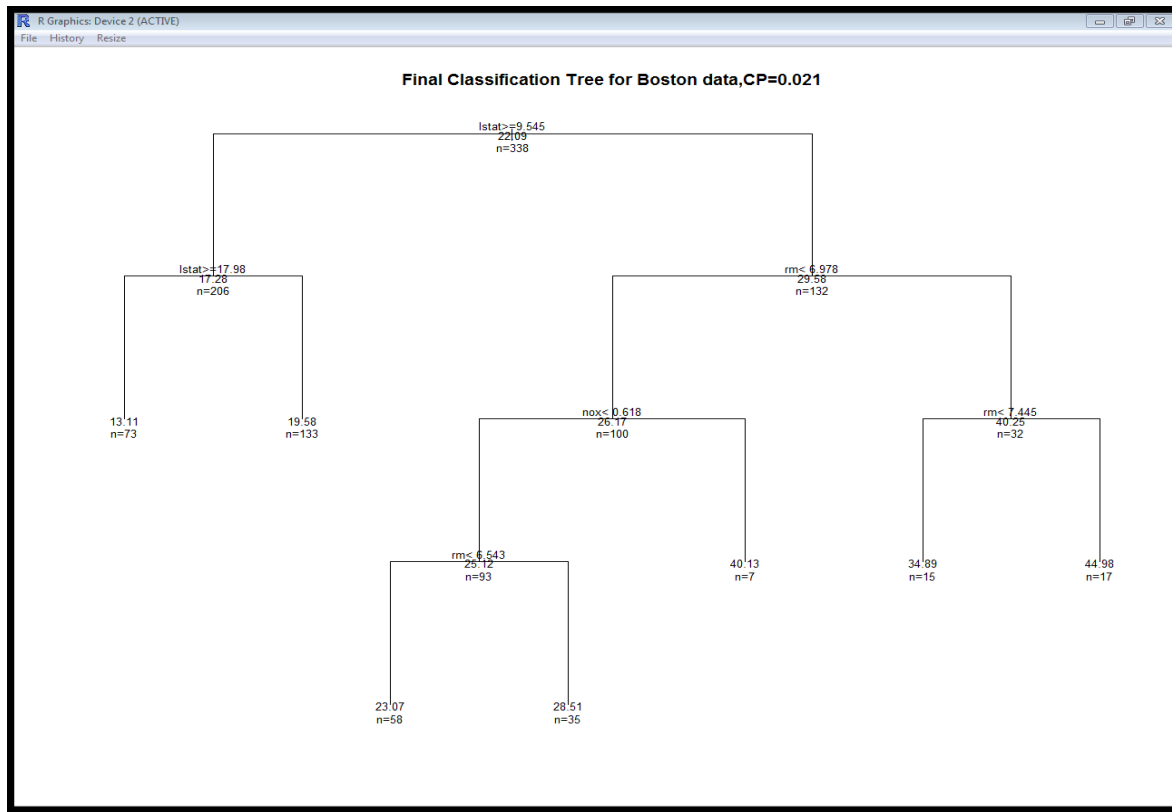 R Graphics: Device 2 (ACTIVE)
File History Resize
Final Classification Tree for Boston data,CP=0.021
lstat>=9.545
22.09
n=338
lstat>=17.98
17.28
n=206
rm< 6.978
29.58
n=132
13.11
n=73
19.58
n=133
nox< 0.618
26.17
n=100
rm< 7.445
40.25
n=32
rm< 6.543
25.12
n=93
40.13
n=7
34.89
n=15
44.98
n=17
23.07
n=58
28.51
n=35